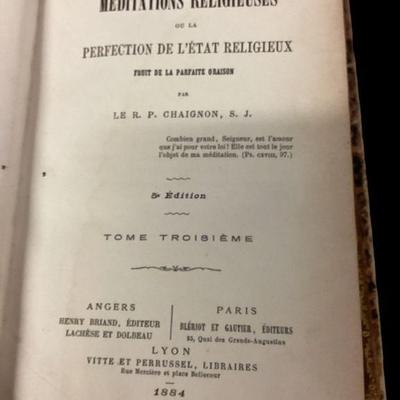 MÉDITATIONS RELIGIEUSES
OU LA
PERFECTION DE L'ÉTAT RELIGIEUX
FRUIT DE LA PARFAITE ORAISON
PAR
LE R. P. CHAIGNON, S. J.
Combien grand, Seigneur, est l'amour
que j'ai pour votre loi! Elle est tout le jour
l'objet de ma méditation. (Ps. CXVIII, 97.)
5e Édition
TOME TROISIÈME
ANGERS
HENRY BRIAND, ÉDITEUR
LACHÈSE ET DOLBEAU
PARIS
BLÉRIOT ET GAUTIER, ÉDITEURS
55, Quai des Grands-Augustins
LYON
VITTE ET PERRUSSEL, LIBRAIRES
Rue Mercière et place Bellecour
1884